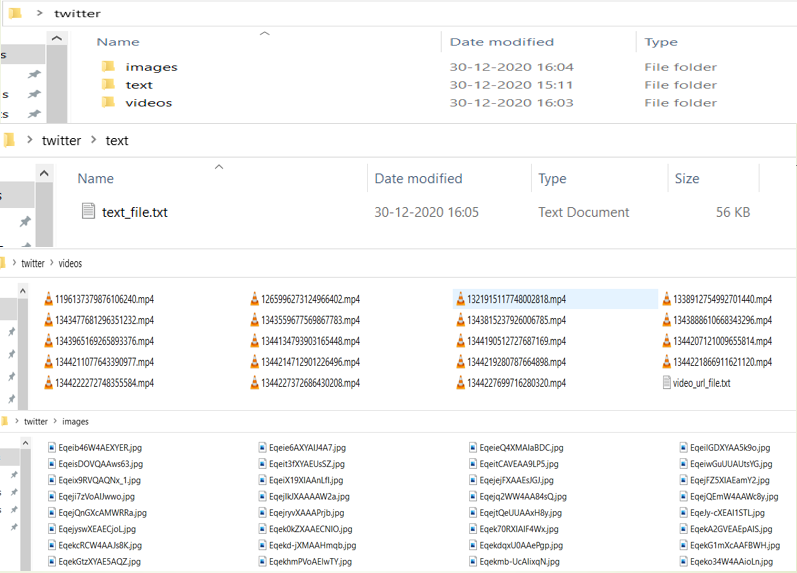 > twitter
s
Name Date modified Type
images 30-12-2020 16:04 File folder
s text 30-12-2020 15:11 File folder
ts videos 30-12-2020 16:03 File folder
> twitter > text
Name Date modified Type Size
text_file.txt 30-12-2020 16:05 Text Document 56 KB
> twitter > videos
1196137379876106240.mp4 1265996273124966402.mp4 1321915117748002818.mp4 1338912754992701440.mp4
1343477681296351232.mp4 1343559677569867783.mp4 1343815237926006785.mp4 1343888610668343296.mp4
1343965169265893376.mp4 1344134793903165448.mp4 1344190512727687169.mp4 1344207121009655814.mp4
1344211077643390977.mp4 1344214712901226496.mp4 1344219280787664898.mp4 1344221866911621120.mp4
1344222272748355584.mp4 1344227372686430208.mp4 1344227699716280320.mp4 video_url_file.txt
> twitter > images
Eqeib46W4AEXYER.jpg Eqeie6AXYAIJ4A7.jpg EqeieQ4XMAIaBDC.jpg EqeilGDXYAA5k9o.jpg
EqeisDOVQAAws63.jpg Eqeit3fXYAEUsSZ.jpg EqeitCAVEAA9LP5.jpg EqeiwGuUUAUtsYG.jpg
Eqeix9RVQAQNx_1.jpg EqeiX19XIAAnLfI.jpg EqejejFXAAEsJGJ.jpg EqejFZ5XIAEamY2.jpg
Eqeji7zVoAIJwwo.jpg EqejIkIXAAAAW2a.jpg Eqejq2WW4AA84sQ.jpg EqejQEmW4AAWc8y.jpg
EqejQnGXcAMWRRa.jpg EqejryvXAAAPrjb.jpg EqejtQeUUAAxH8y.jpg EqeJy-cXEAI1STL.jpg
EqejyswXEAECjoL.jpg Eqek0kZXAAECNIO.jpg Eqek70RXIAIF4Wx.jpg EqekA2GVEAEpAIS.jpg
EqekcRCW4AAJs8K.jpg Eqekd-jXMAAHmqb.jpg EqekdqxU0AAePgp.jpg EqekG1mXcAAFBWH.jpg
EqekGtzXYAE5AQZ.jpg EqekhmPVoAEIwTY.jpg Eqekmb-UcAIixqN.jpg Eqeko34W4AAioLn.jpg